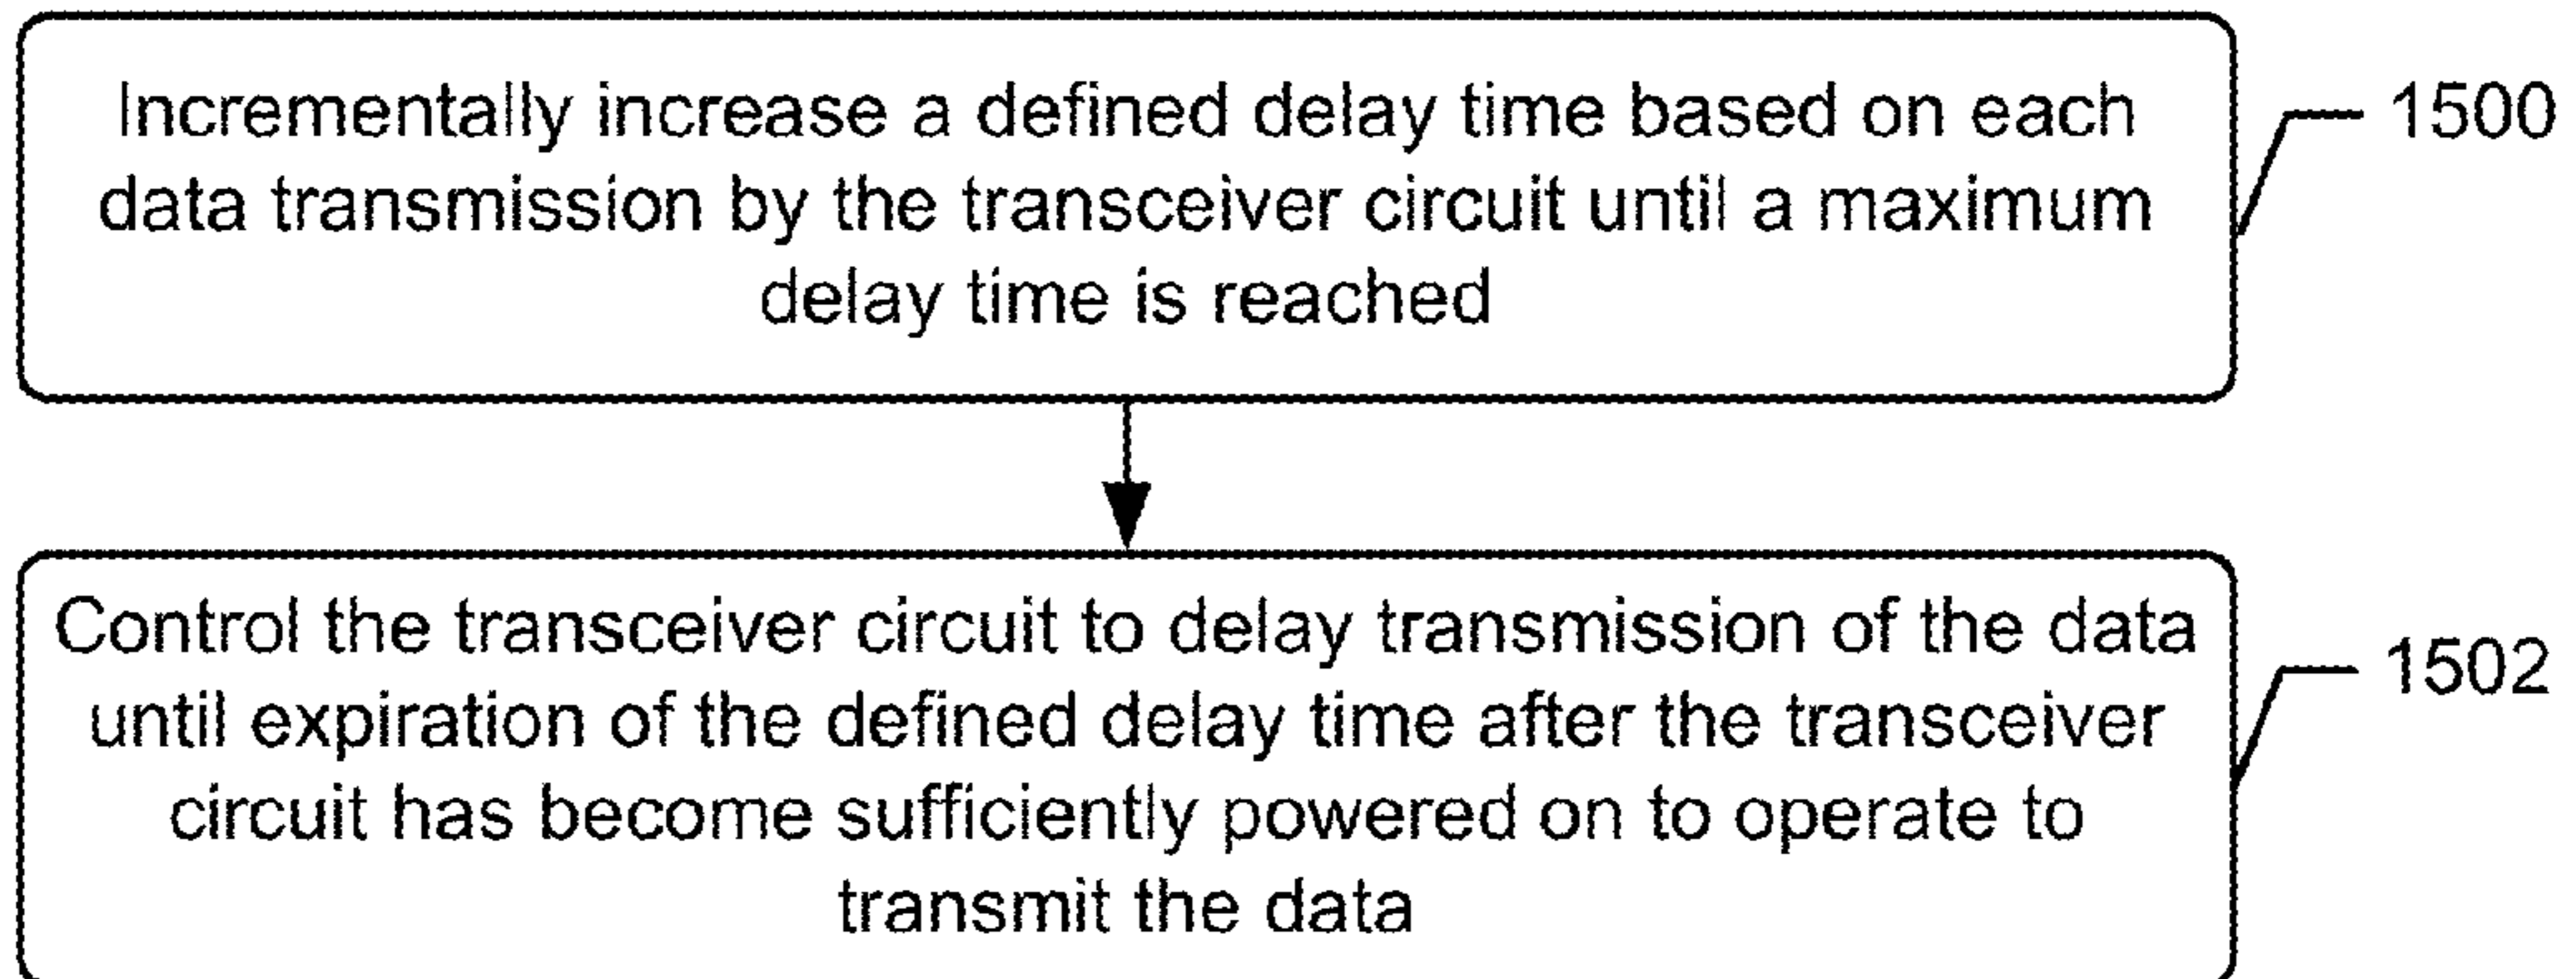 Incrementally increase a defined delay time based on each
data transmission by the transceiver circuit until a maximum
delay time is reached
1500
Control the transceiver circuit to delay transmission of the data
until expiration of the defined delay time after the transceiver
circuit has become sufficiently powered on to operate to
transmit the data
1502